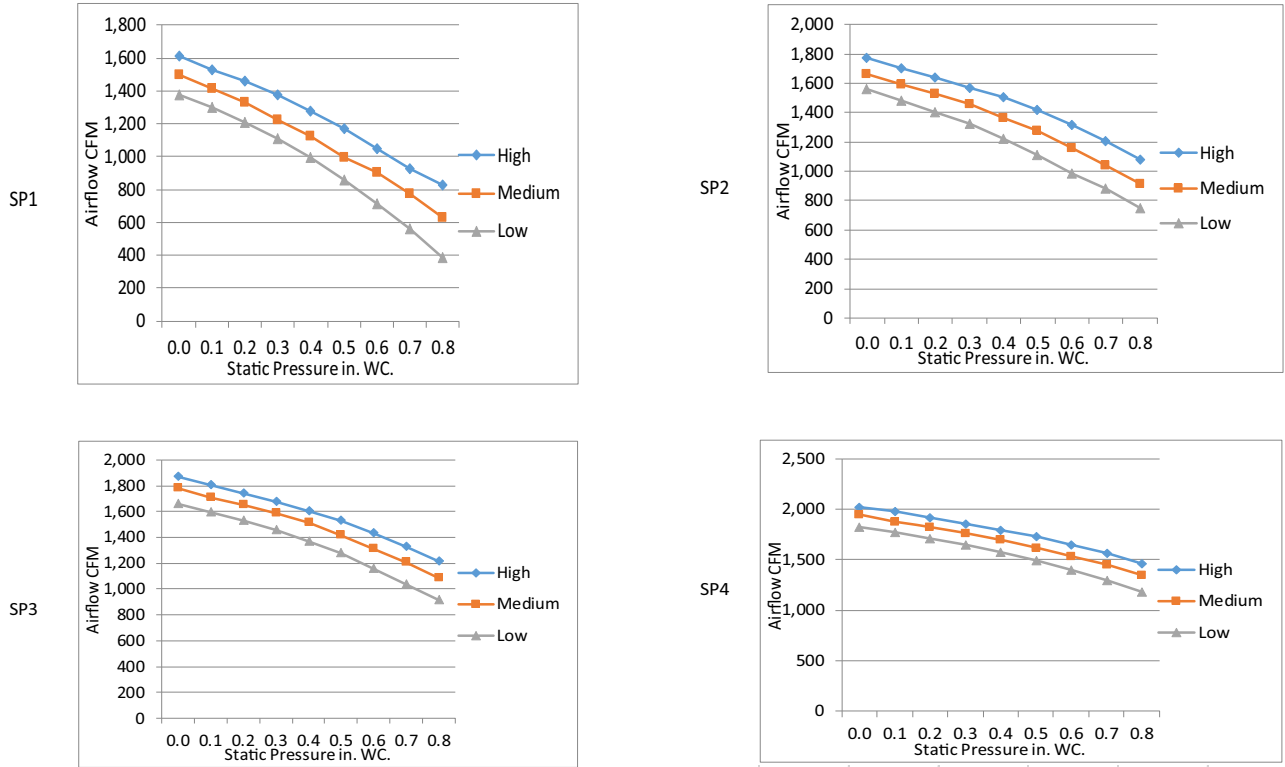 SP1
1,800
1,600
1,400
1,200
1,000
800
600
400
200
0
Airflow CFM
0.0 0.1 0.2 0.3 0.4 0.5 0.6 0.7 0.8
Static Pressure in. WC.
High
Medium
Low
SP2
2,000
1,800
1,600
1,400
1,200
1,000
800
600
400
200
0
Airflow CFM
0.0 0.1 0.2 0.3 0.4 0.5 0.6 0.7 0.8
Static Pressure in. WC.
High
Medium
Low
SP3
2,000
1,800
1,600
1,400
1,200
1,000
800
600
400
200
0
Airflow CFM
0.0 0.1 0.2 0.3 0.4 0.5 0.6 0.7 0.8
Static Pressure in. WC.
High
Medium
Low
SP4
2,500
2,000
1,500
1,000
500
0
Airflow CFM
0.0 0.1 0.2 0.3 0.4 0.5 0.6 0.7 0.8
Static Pressure in. WC.
High
Medium
Low